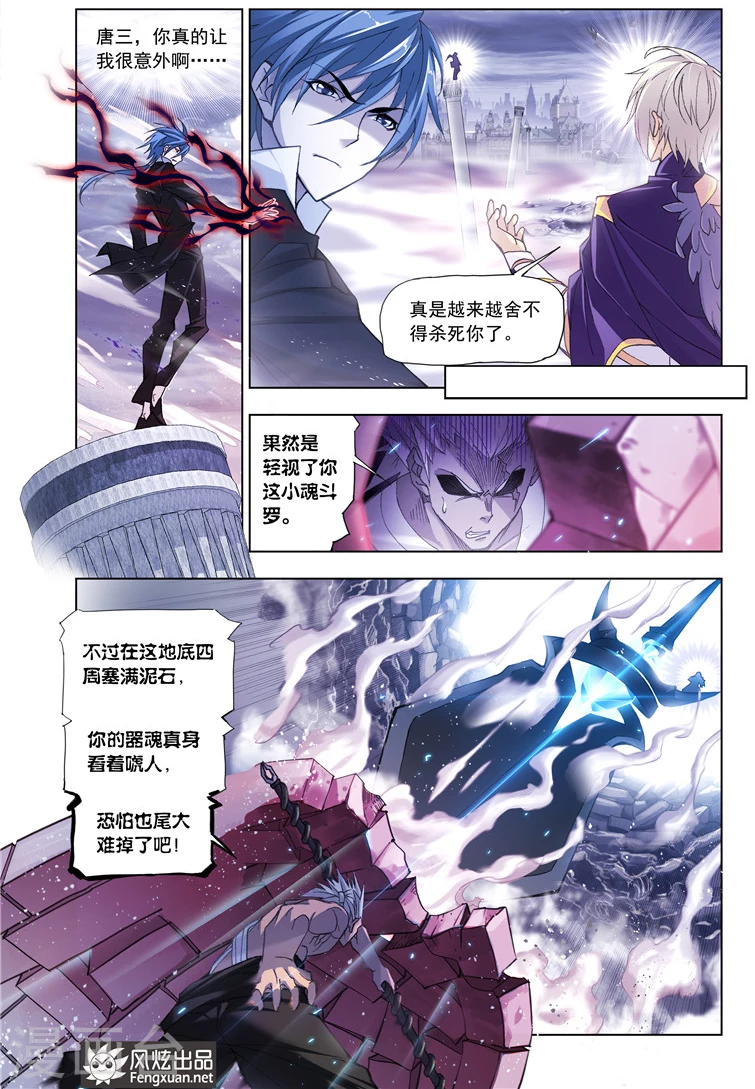 唐三，你真的让
我很意外啊……
真是越来越舍不
得杀死你了。
果然是
轻视了你
这小魂斗
罗。
不过在这地底四
周塞满泥石，
你的器魂真身
看着唬人，
恐怕也尾大
难掉了吧！
漫画台
风炫出品
Fengxuan.net